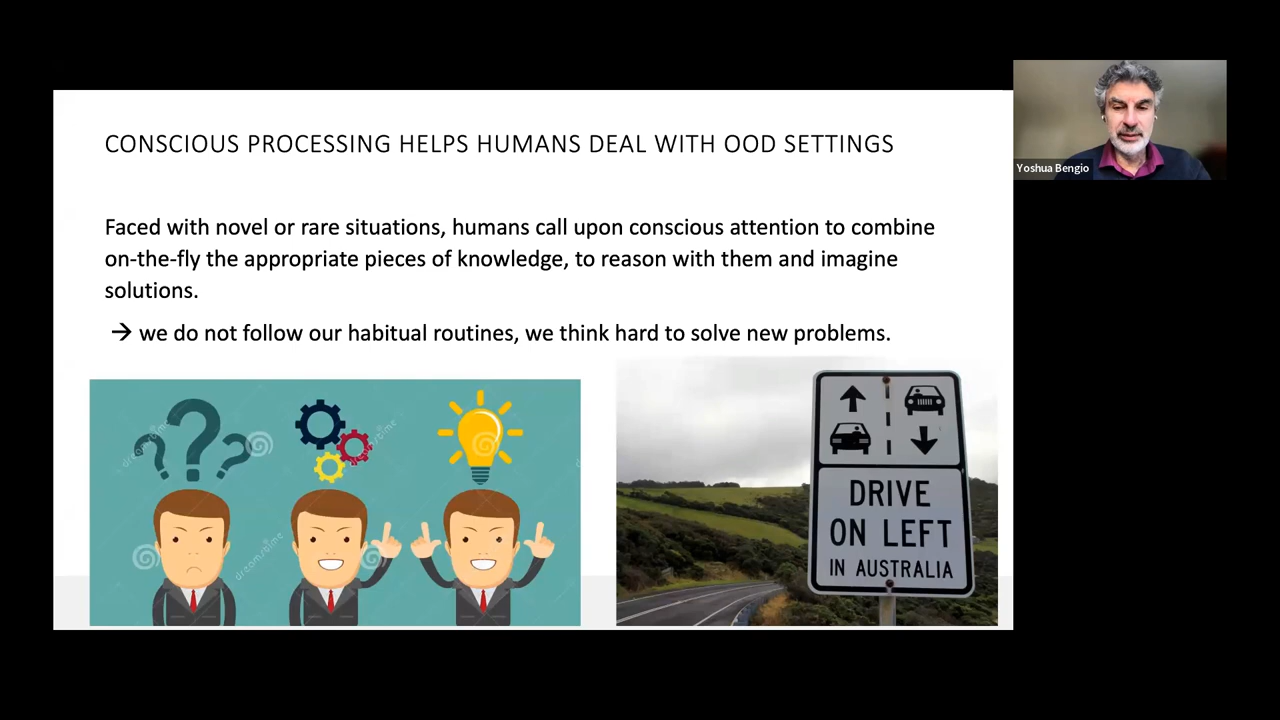 CONSCIOUS PROCESSING HELPS HUMANS DEAL WITH OOD SETTINGS
Faced with novel or rare situations, humans call upon conscious attention to combine
on-the-fly the appropriate pieces of knowledge, to reason with them and imagine
solutions.
→ we do not follow our habitual routines, we think hard to solve new problems.
dreamstime
dreamstime
dreamstime
DRIVE
ON LEFT
IN AUSTRALIA
Yoshua Bengio